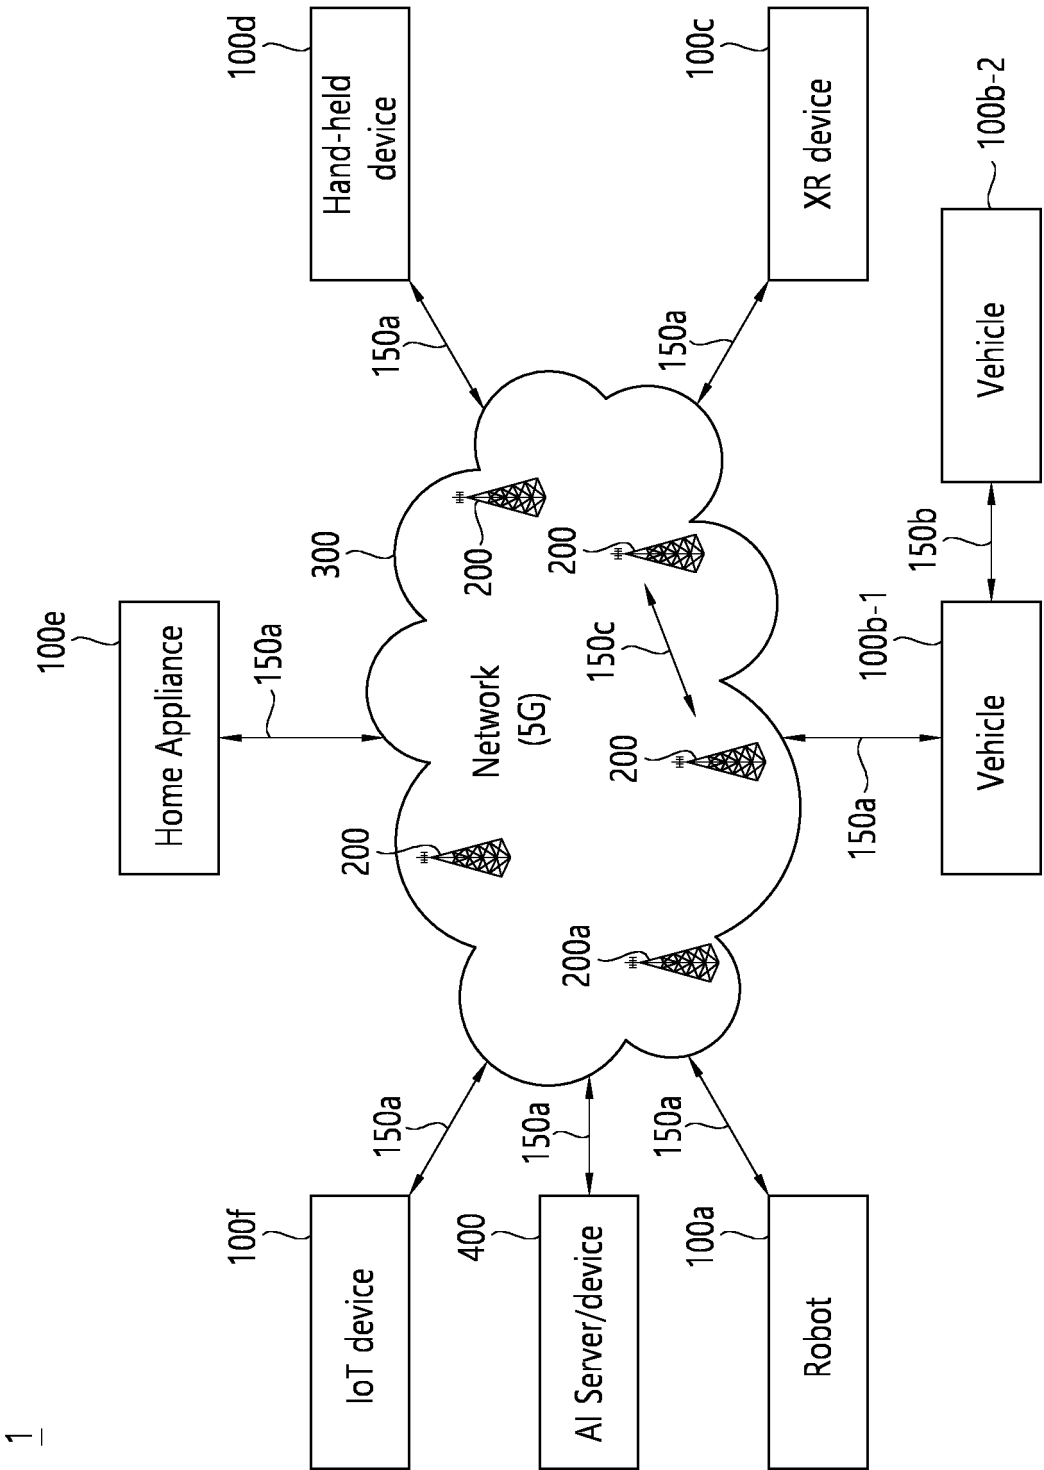 1
100e
Home Appliance
150a
100f
100d
300
IoT device
Hand-held
device
200
150a
150a
400
200
Network
(5G)
150a
200
200a
AI Server/device
150c
200
150a
150a
100a
100c
Robot
XR device
150a
100b-1
150b
100b-2
Vehicle
Vehicle